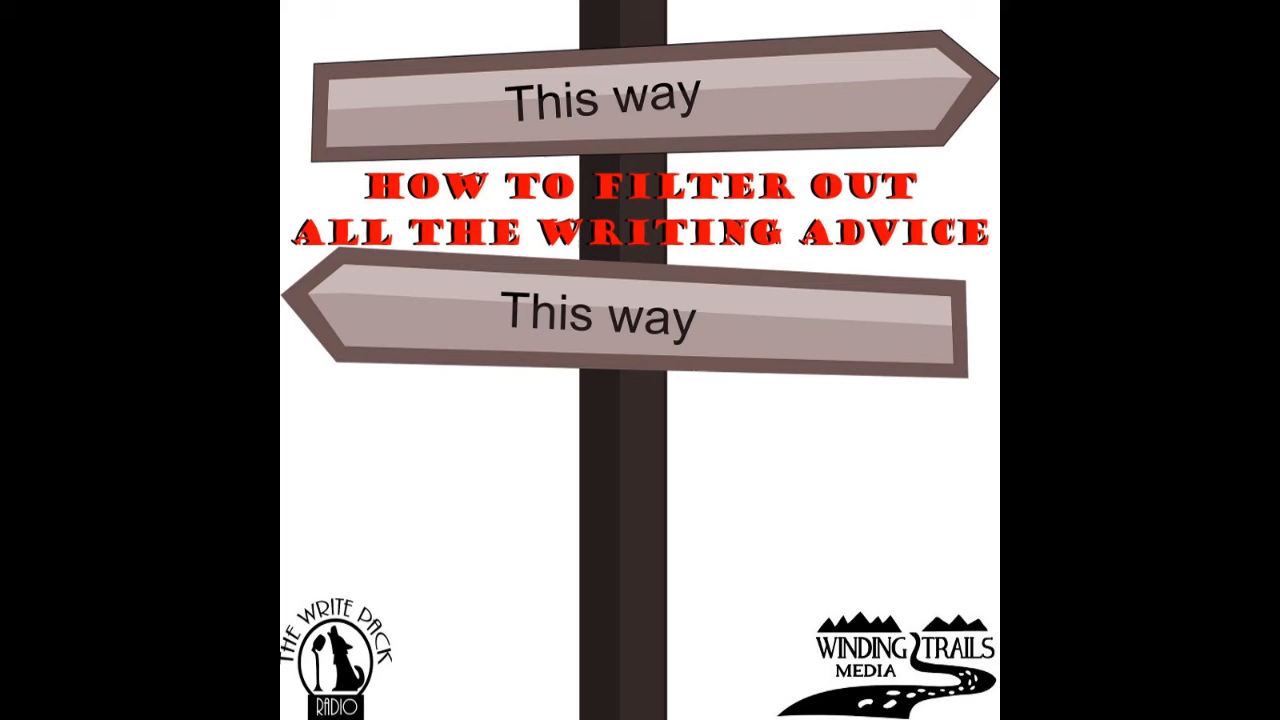 This way
HOW TO FILTER OUT
ALL THE WRITING ADVICE
This way
THE WRITE PACK
RADIO
WINDING TRAILS
MEDIA